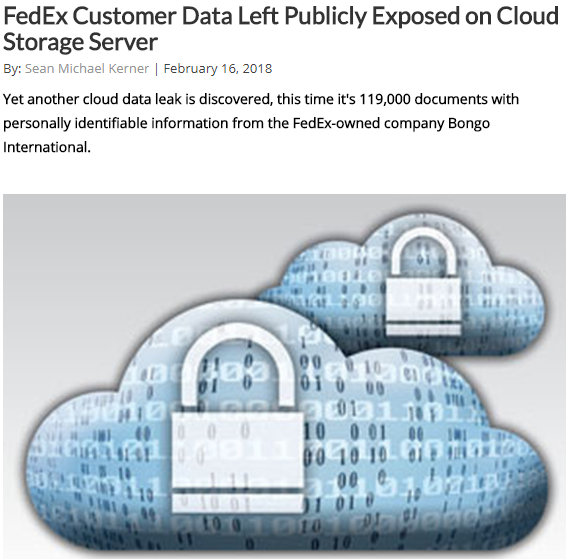 FedEx Customer Data Left Publicly Exposed on Cloud
Storage Server
By: Sean Michael Kerner | February 16, 2018
Yet another cloud data leak is discovered, this time it's 119,000 documents with
personally identifiable information from the FedEx-owned company Bongo
International.